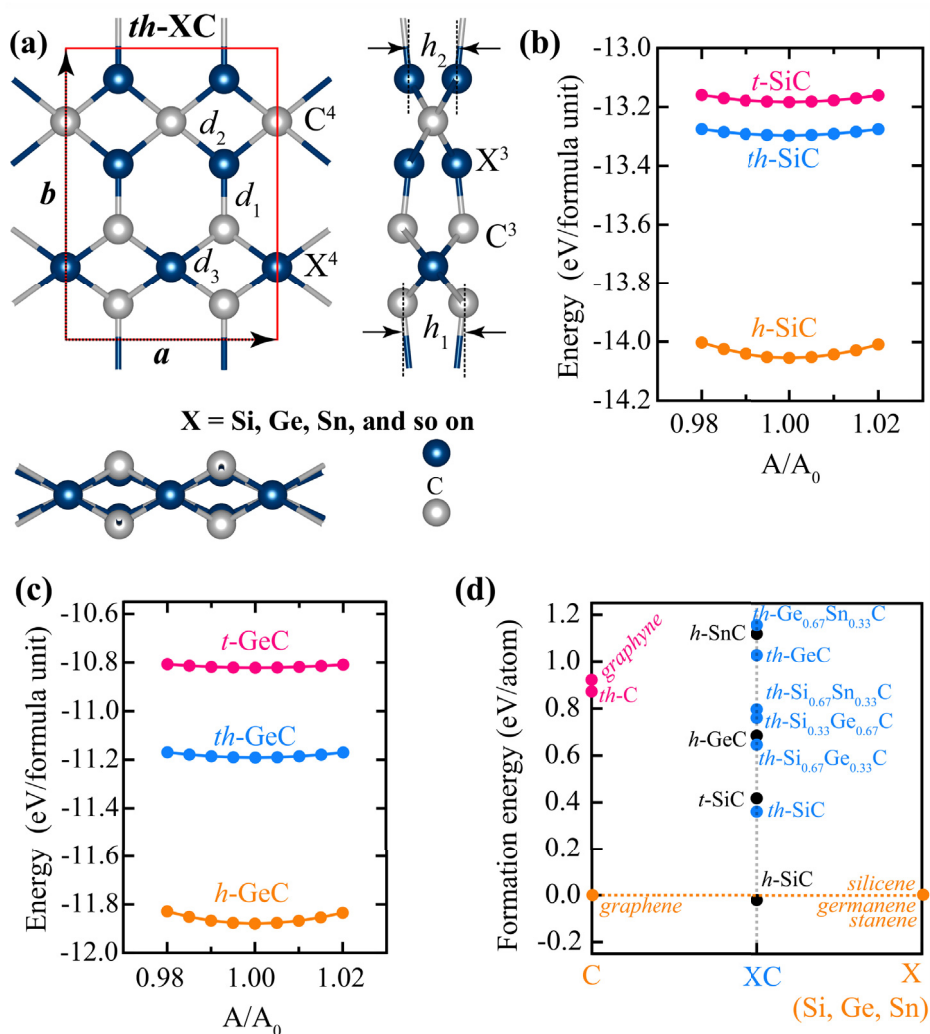 (a)
th-XC
h₂
C⁴
d₂
X³
b
d₁
C³
d₃
X⁴
a
h₁
X = Si, Ge, Sn, and so on
C
(b)
Energy (eV/formula unit)
-13.0
-13.2
-13.4
-13.6
-13.8
-14.0
-14.2
t-SiC
th-SiC
h-SiC
0.98 1.00 1.02
A/A₀
(c)
Energy (eV/formula unit)
-10.6
-10.8
-11.0
-11.2
-11.4
-11.6
-11.8
-12.0
t-GeC
th-GeC
h-GeC
0.98 1.00 1.02
A/A₀
(d)
Formation energy (eV/atom)
1.2
1.0
0.8
0.6
0.4
0.2
0.0
-0.2
graphyne
th-C
th-Ge₀.₆₇Sn₀.₃₃C
h-SnC
th-GeC
th-Si₀.₆₇Sn₀.₃₃C
th-Si₀.₃₃Ge₀.₆₇C
h-GeC
th-Si₀.₆₇Ge₀.₃₃C
t-SiC
th-SiC
h-SiC
graphene
silicene
germanene
stanene
C XC X
(Si, Ge, Sn)